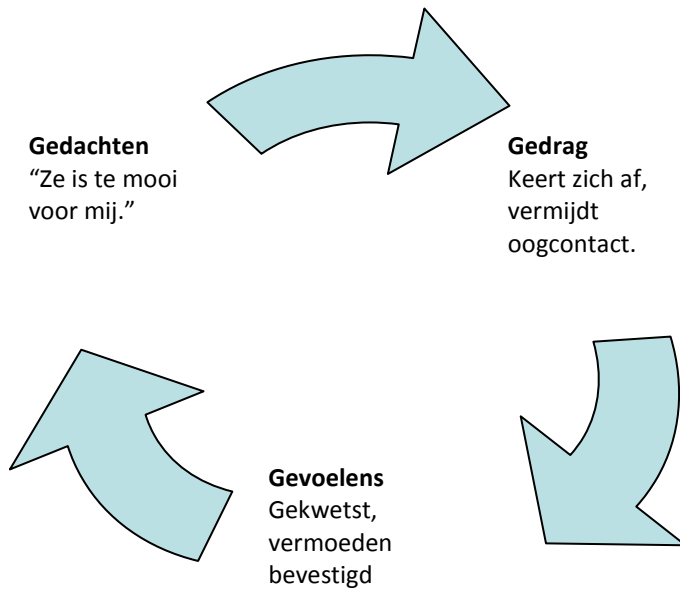 Gedachten
“Ze is te mooi
voor mij.”
Gedrag
Keert zich af,
vermijdt
oogcontact.
Gevoelens
Gekwetst,
vermoeden
bevestigd